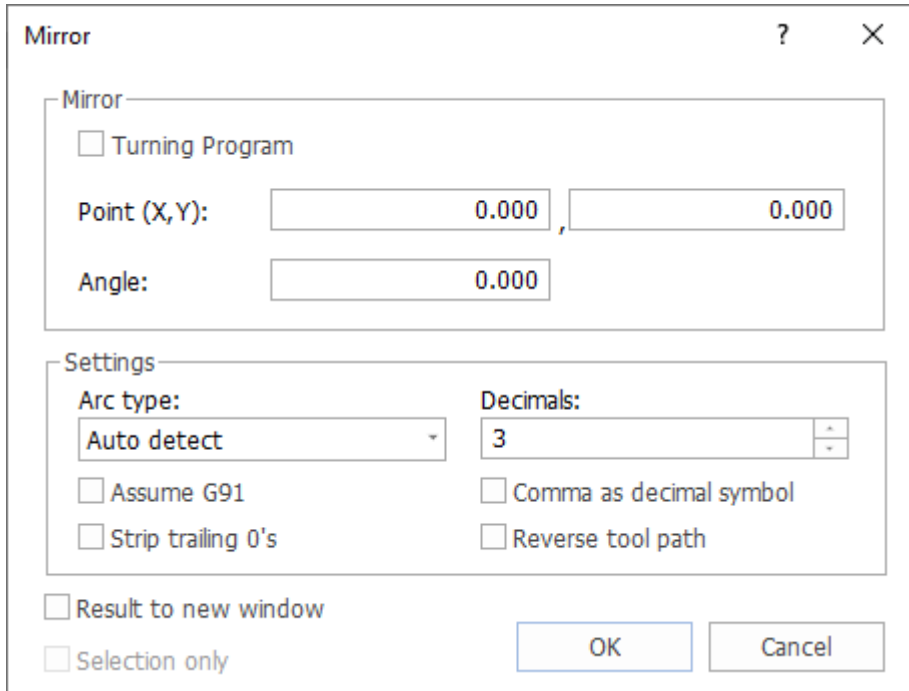 Mirror ?
Mirror
Turning Program
Point (X,Y): 0.000 , 0.000
Angle: 0.000
Settings
Arc type: Decimals:
Auto detect 3
Assume G91 Comma as decimal symbol
Strip trailing 0's Reverse tool path
Result to new window
OK Cancel
Selection only